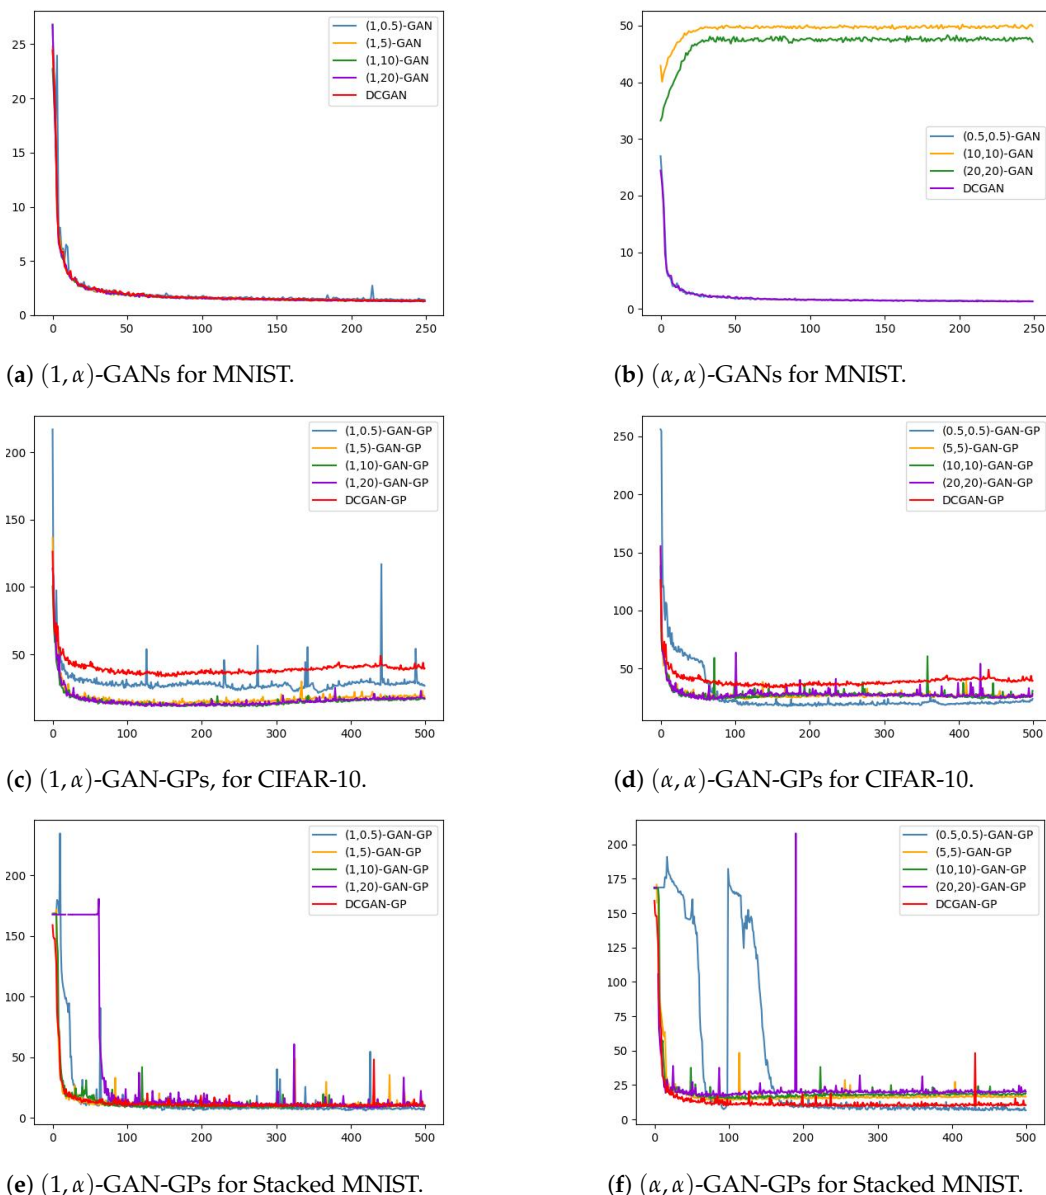 25
20
15
10
5
0
0 50 100 150 200 250
(1,0.5)-GAN
(1,5)-GAN
(1,10)-GAN
(1,20)-GAN
DCGAN
(a) (1, α)-GANs for MNIST.
50
40
30
20
10
0
0 50 100 150 200 250
(0.5,0.5)-GAN
(10,10)-GAN
(20,20)-GAN
DCGAN
(b) (α, α)-GANs for MNIST.
200
150
100
50
0 100 200 300 400 500
(1,0.5)-GAN-GP
(1,5)-GAN-GP
(1,10)-GAN-GP
(1,20)-GAN-GP
DCGAN-GP
(c) (1, α)-GAN-GPs, for CIFAR-10.
250
200
150
100
50
0
0 100 200 300 400 500
(0.5,0.5)-GAN-GP
(5,5)-GAN-GP
(10,10)-GAN-GP
(20,20)-GAN-GP
DCGAN-GP
(d) (α, α)-GAN-GPs for CIFAR-10.
200
150
100
50
0
0 100 200 300 400 500
(1,0.5)-GAN-GP
(1,5)-GAN-GP
(1,10)-GAN-GP
(1,20)-GAN-GP
DCGAN-GP
(e) (1, α)-GAN-GPs for Stacked MNIST.
200
175
150
125
100
75
50
25
0
0 100 200 300 400 500
(0.5,0.5)-GAN-GP
(5,5)-GAN-GP
(10,10)-GAN-GP
(20,20)-GAN-GP
DCGAN-GP
(f) (α, α)-GAN-GPs for Stacked MNIST.